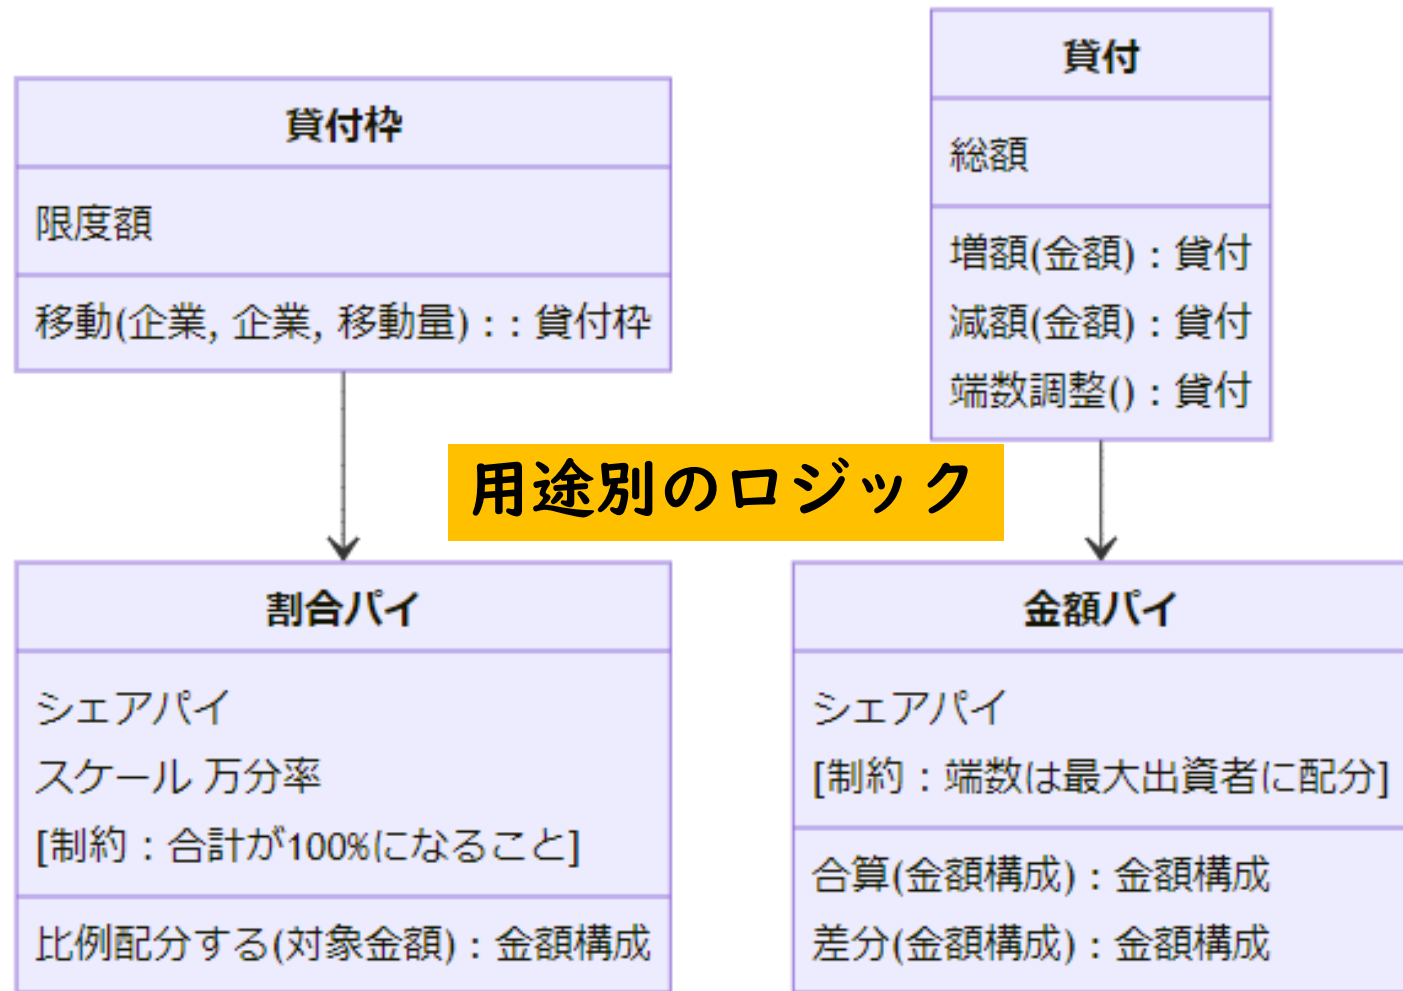 貸付枠
限度額
移動(企業, 企業, 移動量) : : 貸付枠
貸付
総額
増額(金額) : 貸付
減額(金額) : 貸付
端数調整() : 貸付
用途別のロジック
割合パイ
シェアパイ
スケール 万分率
[制約：合計が100%になること]
比例配分する(対象金額) : 金額構成
金額パイ
シェアパイ
[制約：端数は最大出資者に配分]
合算(金額構成) : 金額構成
差分(金額構成) : 金額構成